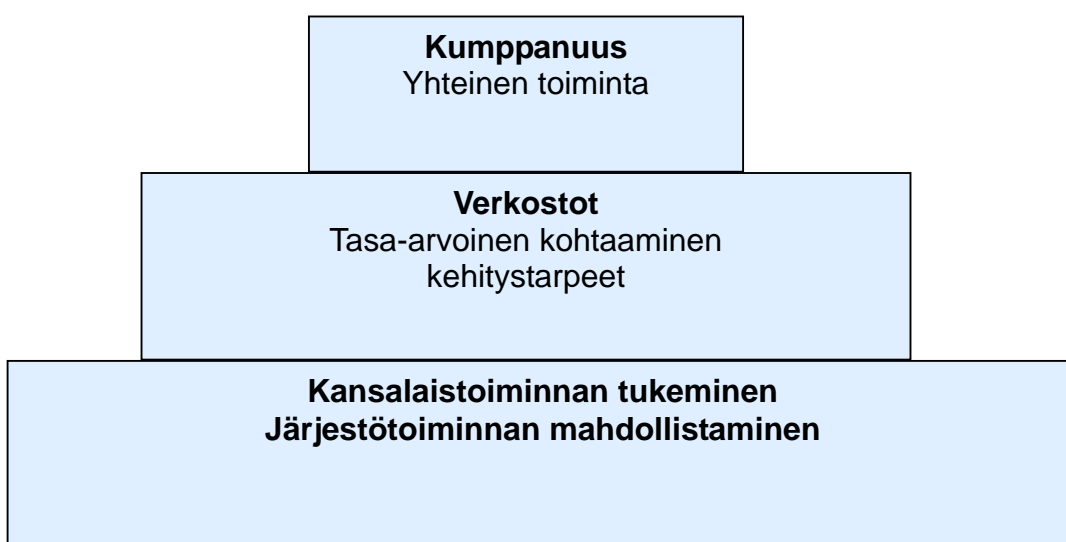 Kumppanuus
Yhteinen toiminta
Verkostot
Tasa-arvoinen kohtaaminen
kehitystarpeet
Kansalaistoiminnan tukeminen
Järjestötoiminnan mahdollistaminen